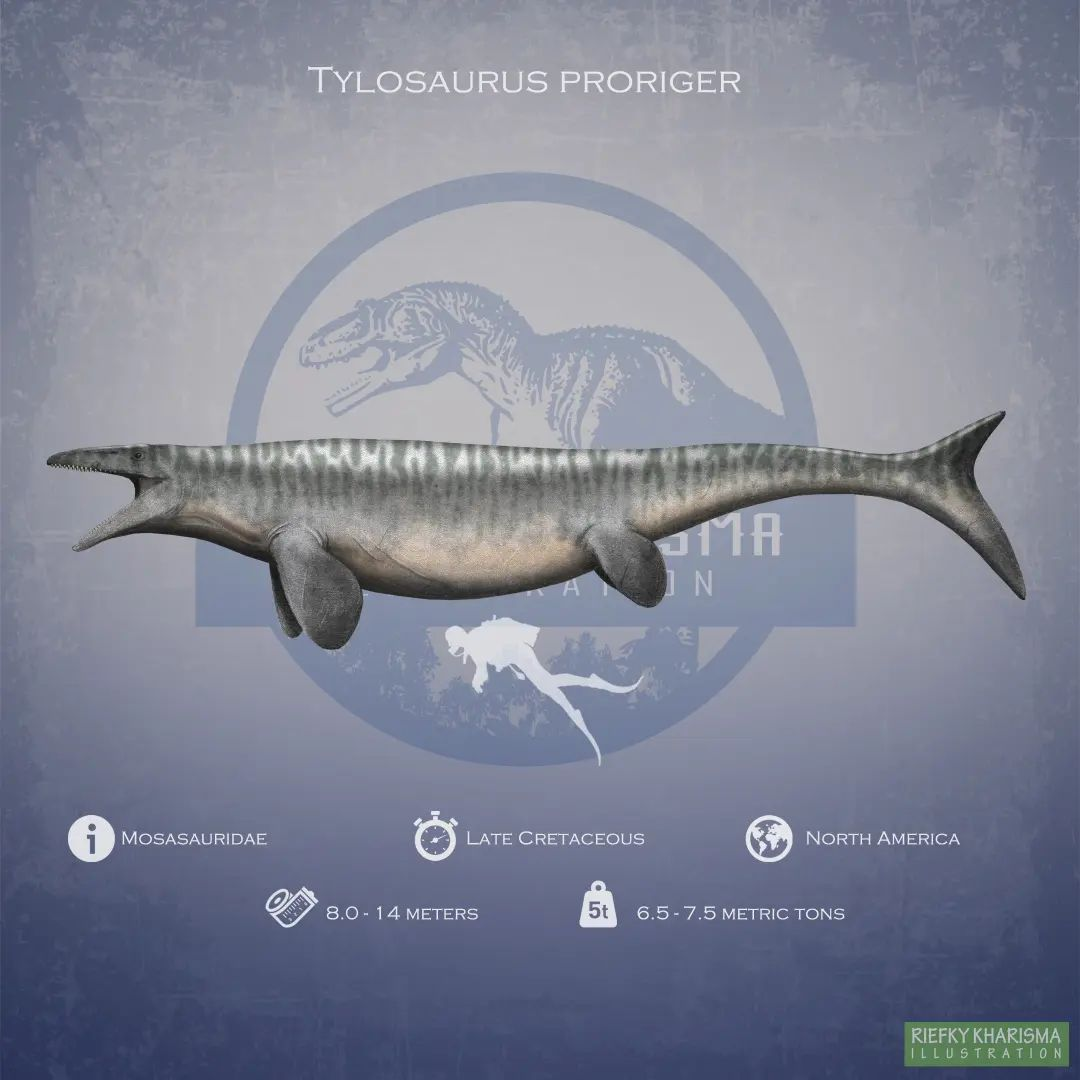 Tylosaurus proriger
SMA
Mosasauridae
Late Cretaceous
North America
8.0 - 14 meters
5t
6.5 - 7.5 metric tons
RIEFKY KHARISMA
ILLUSTRATION